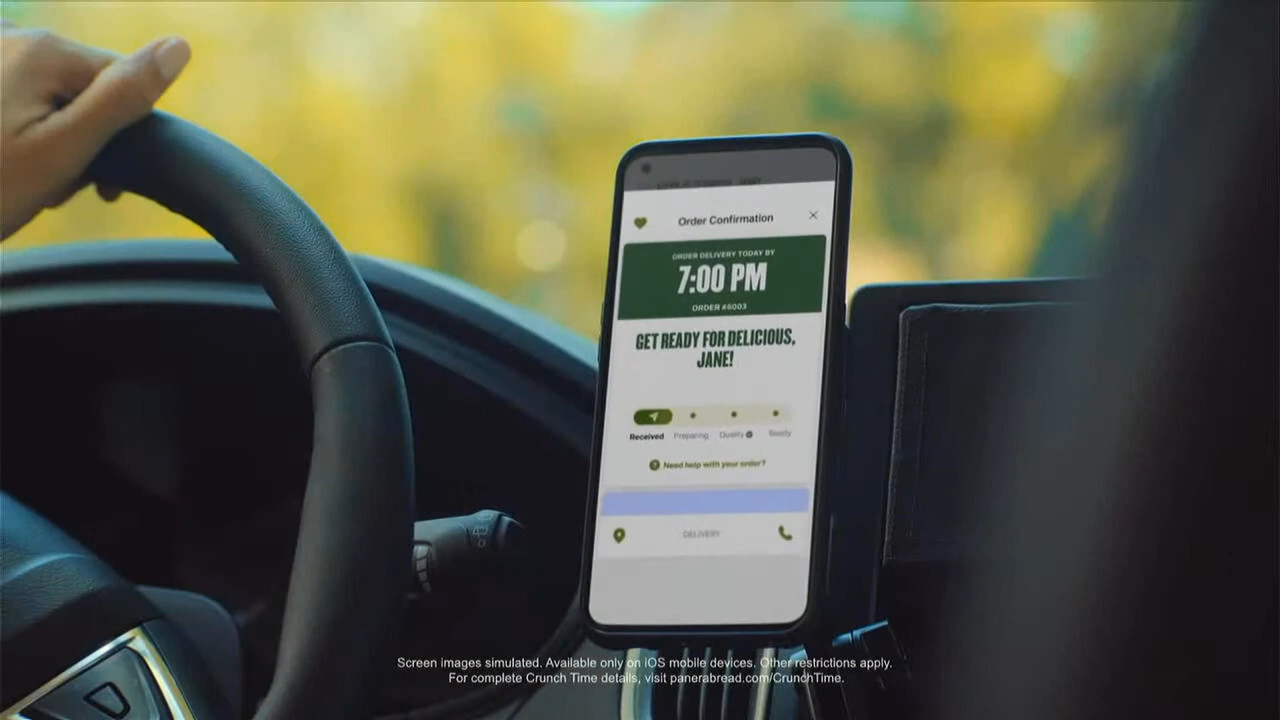 Order Confirmation
ORDER DELIVERY TODAY BY
7:00 PM
ORDER #6003
GET READY FOR DELICIOUS,
JANE!
Received Preparing Quality Ready
Need help with your order?
DELIVERY
Screen images simulated. Available only on iOS mobile devices. Other restrictions apply.
For complete Crunch Time details, visit panerabread.com/CrunchTime.